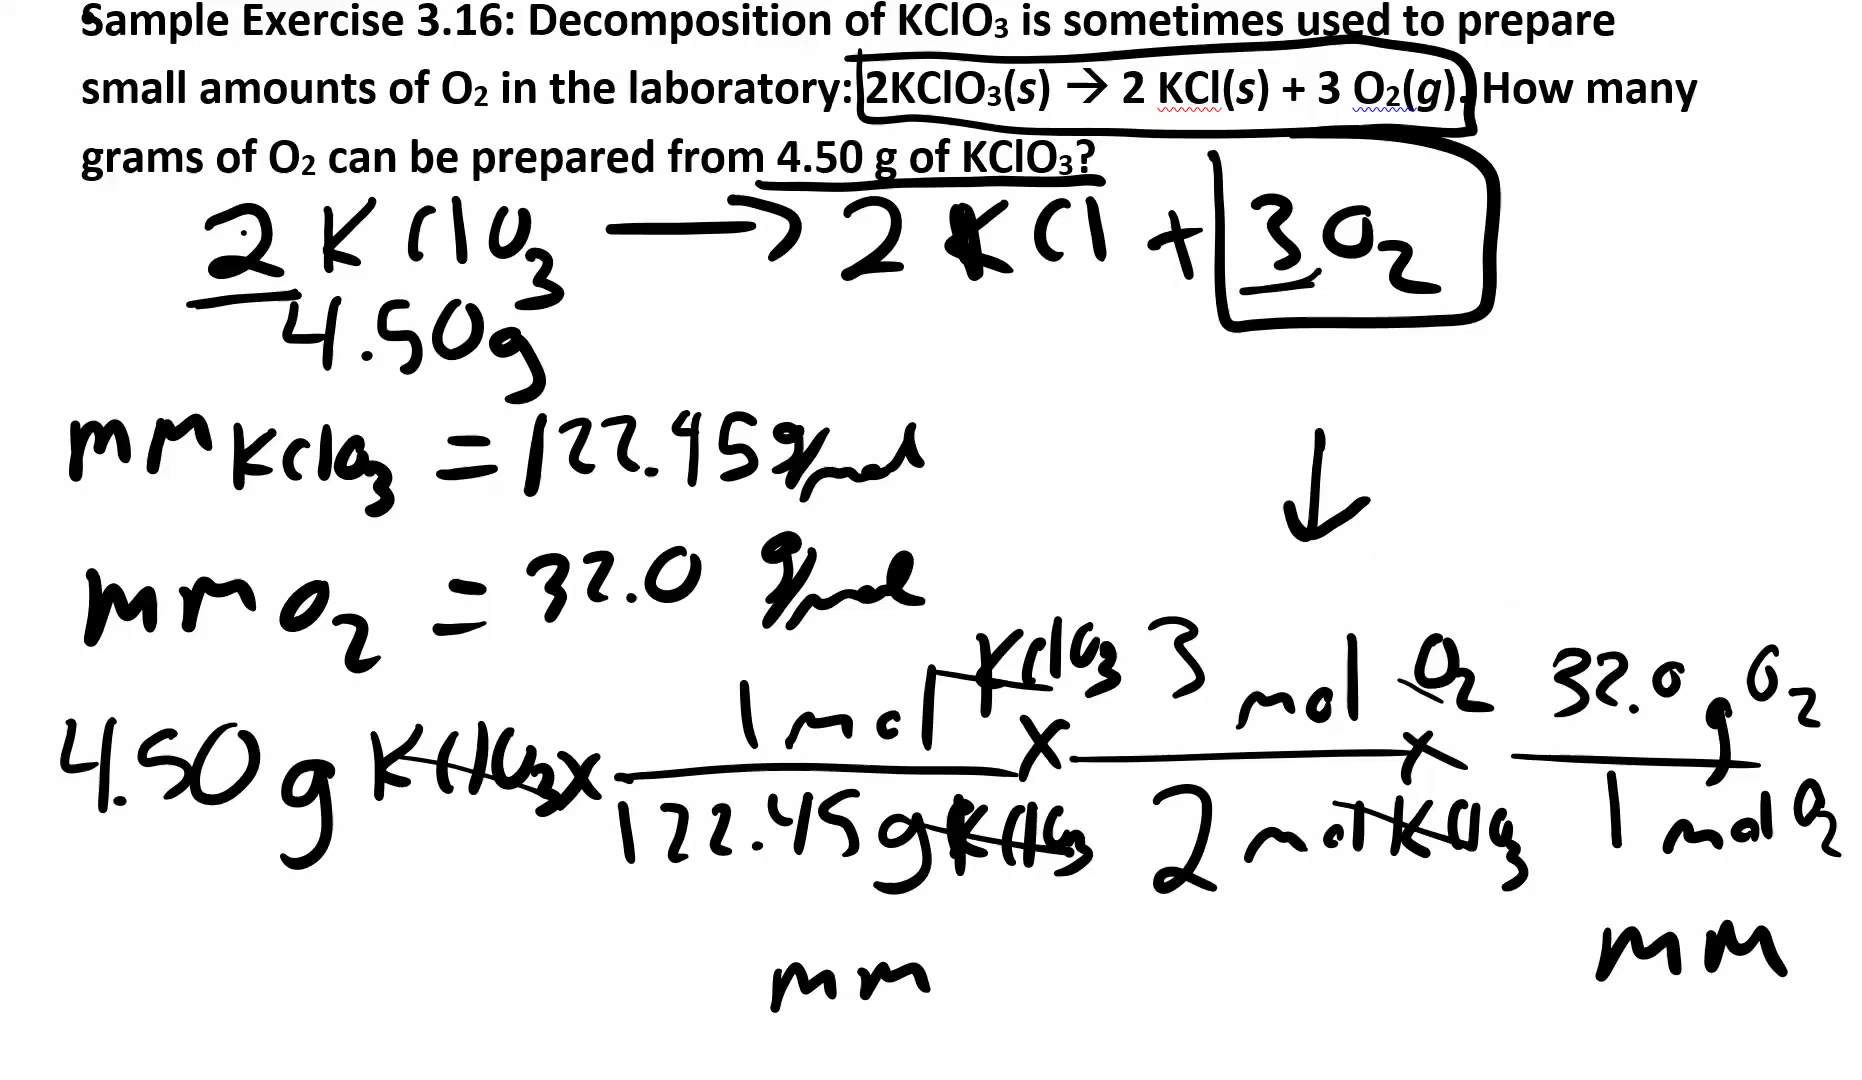 Sample Exercise 3.16: Decomposition of KClO₃ is sometimes used to prepare
small amounts of O₂ in the laboratory: 2KClO₃(s) → 2 KCl(s) + 3 O₂(g). How many
grams of O₂ can be prepared from 4.50 g of KClO₃?
2 KClO₃ → 2 KCl + 3 O₂
4.50g
MM KClO₃ = 122.45 g/mol
MM O₂ = 32.0 g/mol
1 mol KClO₃ 3 mol O₂ 32.0 g O₂
4.50 g KClO₃ x x x
122.45 g KClO₃ 2 mol KClO₃ 1 mol O₂
MM MM